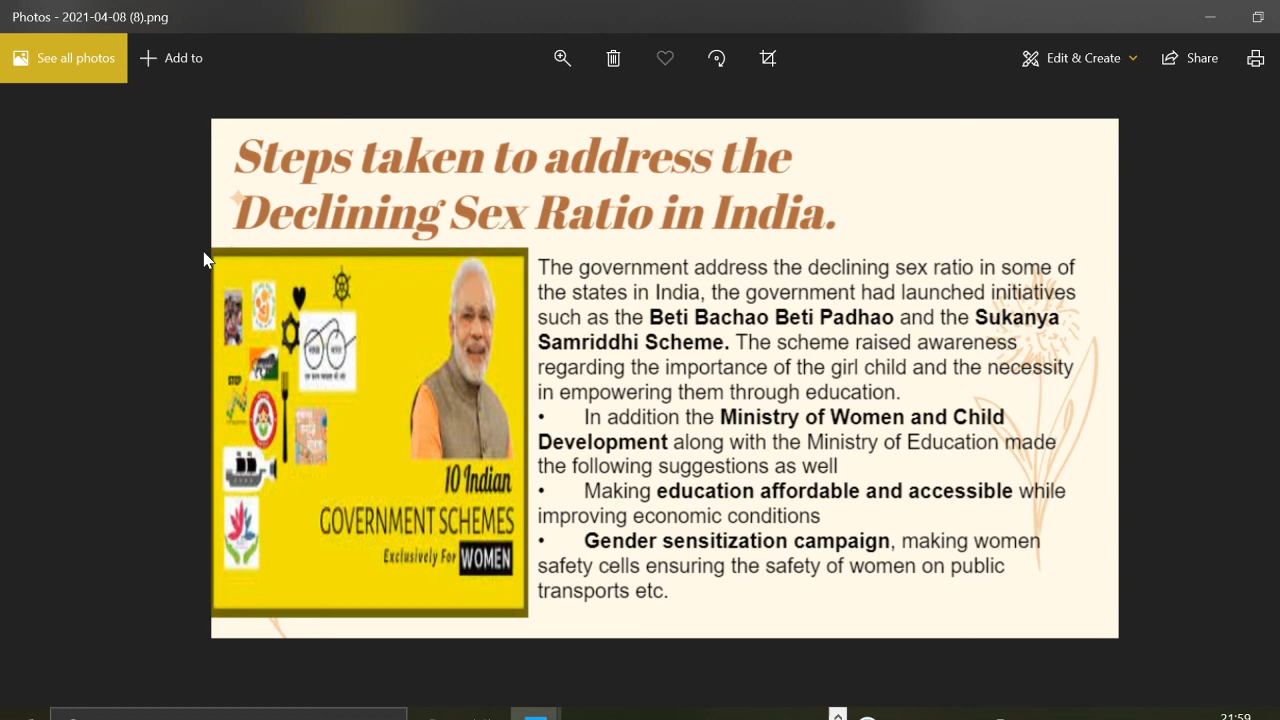 Photos - 2021-04-08 (8).png
See all photos
Add to
Edit & Create
Share
Steps taken to address the
Declining Sex Ratio in India.
STEP
10 Indian
GOVERNMENT SCHEMES
Exclusively For WOMEN
The government address the declining sex ratio in some of
the states in India, the government had launched initiatives
such as the Beti Bachao Beti Padhao and the Sukanya
Samriddhi Scheme. The scheme raised awareness
regarding the importance of the girl child and the necessity
in empowering them through education.
• In addition the Ministry of Women and Child
Development along with the Ministry of Education made
the following suggestions as well
• Making education affordable and accessible while
improving economic conditions
• Gender sensitization campaign, making women
safety cells ensuring the safety of women on public
transports etc.
21:59